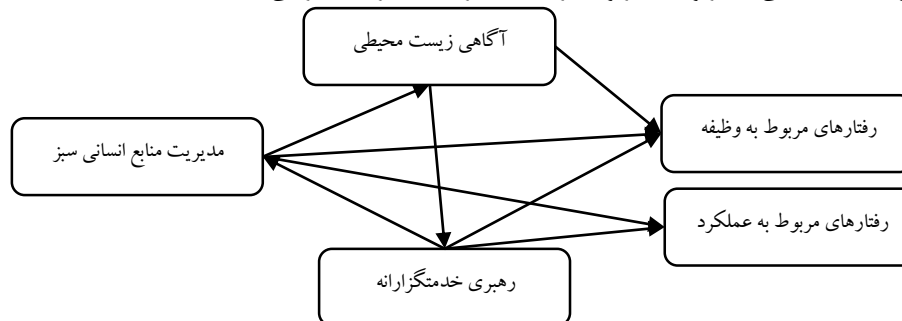 آگاهی زیست محیطی
رفتارهای مربوط به وظیفه
مدیریت منابع انسانی سبز
رفتارهای مربوط به عملکرد
رهبری خدمتگزارانه